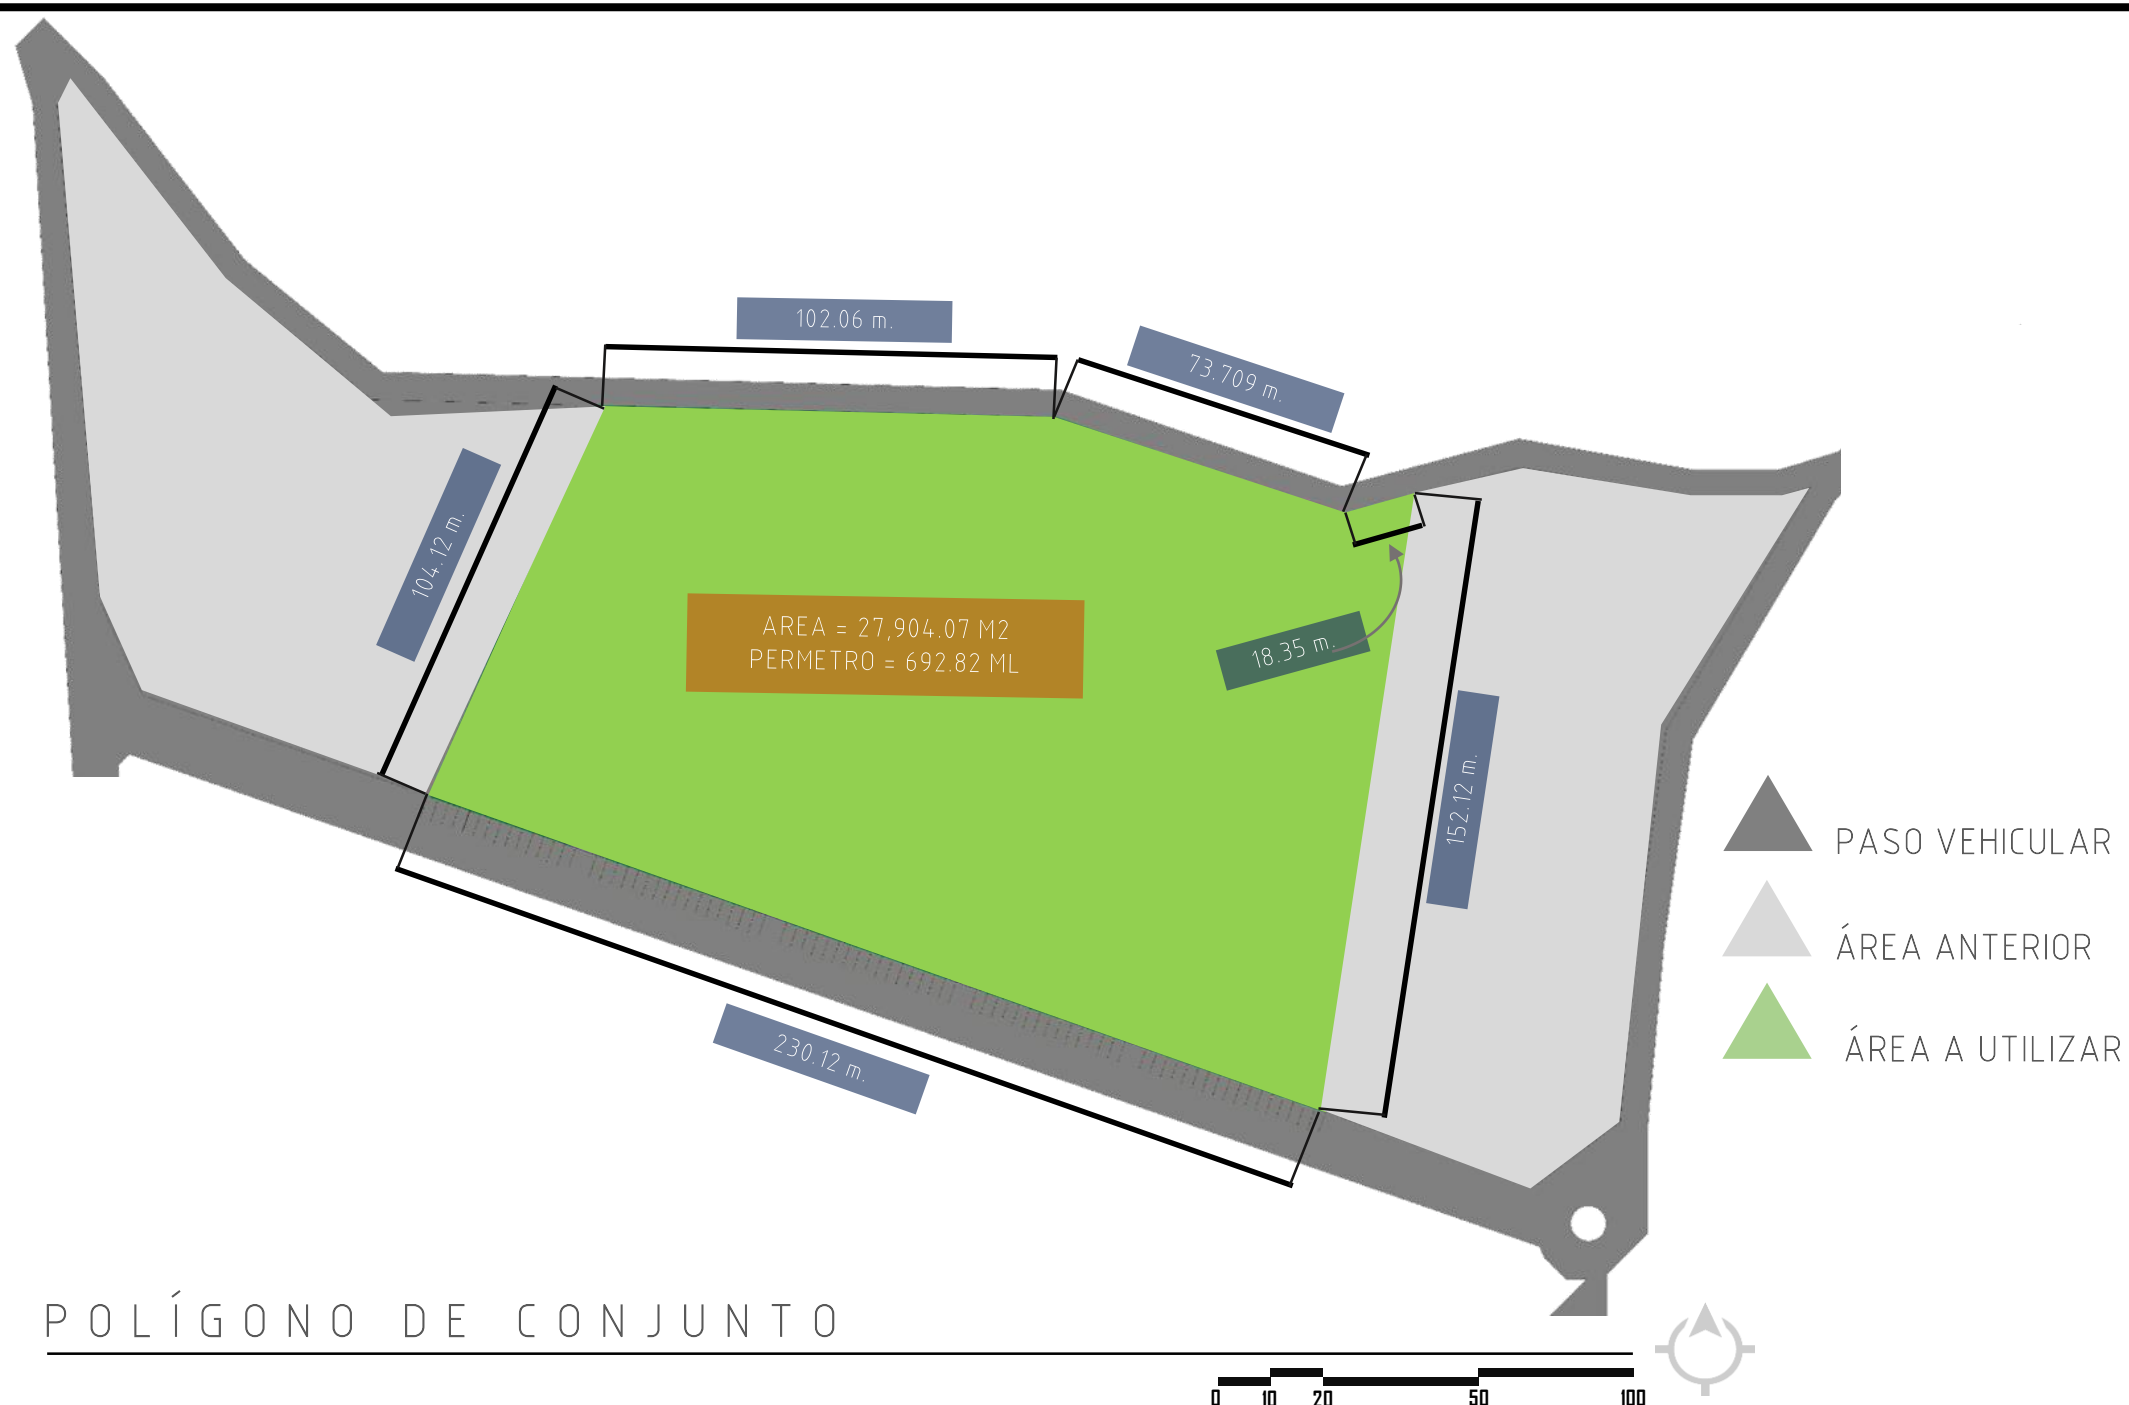 102.06 m.
73.709 m.
104.12 m.
AREA = 27,904.07 M2
PERMETRO = 692.82 ML
18.35 m.
152.12 m.
230.12 m.
PASO VEHICULAR
ÁREA ANTERIOR
ÁREA A UTILIZAR
POLÍGONO DE CONJUNTO
0 10 20 50 100